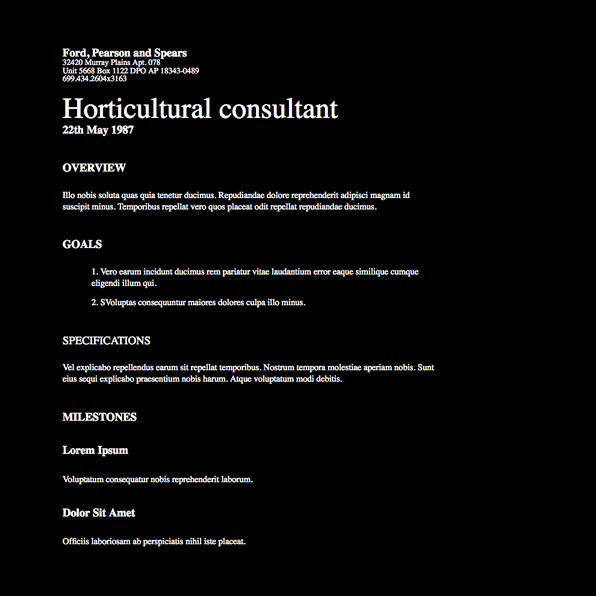 Ford, Pearson and Spears
32420 Murray Plains Apt. 078
Unit 5668 Box 1122 DPO AP 18343-0489
699.434.2604x3163
Horticultural consultant
22th May 1987
OVERVIEW
Illo nobis soluta quas quia tenetur ducimus. Repudiandae dolore reprehenderit adipisci magnam id
suscipit minus. Temporibus repellat vero quos placeat odit repellat repudiandae ducimus.
GOALS
1. Vero earum incidunt ducimus rem pariatur vitae laudantium error eaque similique cumque
eligendi illum qui.
2. SVoluptas consequuntur maiores dolores culpa illo minus.
SPECIFICATIONS
Vel explicabo repellendus earum sit repellat temporibus. Nostrum tempora molestiae aperiam nobis. Sunt
eius sequi explicabo praesentium nobis harum. Atque voluptatum modi debitis.
MILESTONES
Lorem Ipsum
Voluptatum consequatur nobis reprehenderit laborum.
Dolor Sit Amet
Officiis laboriosam ab perspiciatis nihil iste placeat.